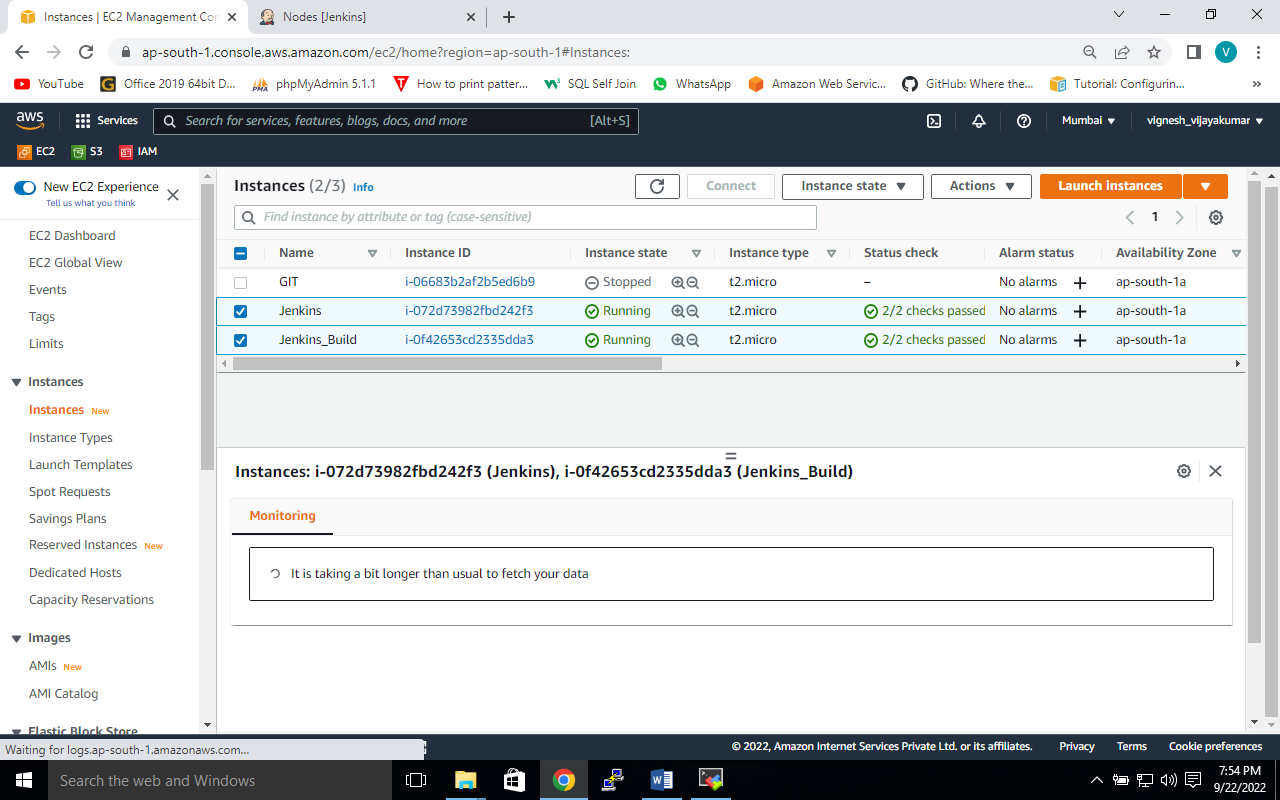 Instances | EC2 Management Con
Nodes [Jenkins]
ap-south-1.console.aws.amazon.com/ec2/home?region=ap-south-1#Instances:
V
YouTube
Office 2019 64bit D...
phpMyAdmin 5.1.1
How to print patter...
SQL Self Join
WhatsApp
Amazon Web Servic...
GitHub: Where the...
Tutorial: Configurin...
»
aws
Services
Search for services, features, blogs, docs, and more
[Alt+S]
Mumbai
vignesh_vijayakumar
EC2
S3
IAM
New EC2 Experience
Tell us what you think
EC2 Dashboard
EC2 Global View
Events
Tags
Limits
Instances
Instances New
Instance Types
Launch Templates
Spot Requests
Savings Plans
Reserved Instances New
Dedicated Hosts
Capacity Reservations
Images
AMIs New
AMI Catalog
Elastic Block Store
Instances (2/3) Info
Connect
Instance state
Actions
Launch instances
Find instance by attribute or tag (case-sensitive)
1
Name Instance ID Instance state Instance type Status check Alarm status Availability Zone
GIT i-06683b2af2b5ed6b9 Stopped t2.micro – No alarms + ap-south-1a
Jenkins i-072d73982fbd242f3 Running t2.micro 2/2 checks passed No alarms + ap-south-1a
Jenkins_Build i-0f42653cd2335dda3 Running t2.micro 2/2 checks passed No alarms + ap-south-1a
Instances: i-072d73982fbd242f3 (Jenkins), i-0f42653cd2335dda3 (Jenkins_Build)
Monitoring
It is taking a bit longer than usual to fetch your data
Waiting for logs.ap-south-1.amazonaws.com...
© 2022, Amazon Internet Services Private Ltd. or its affiliates.
Privacy
Terms
Cookie preferences
Search the web and Windows
7:54 PM
9/22/2022